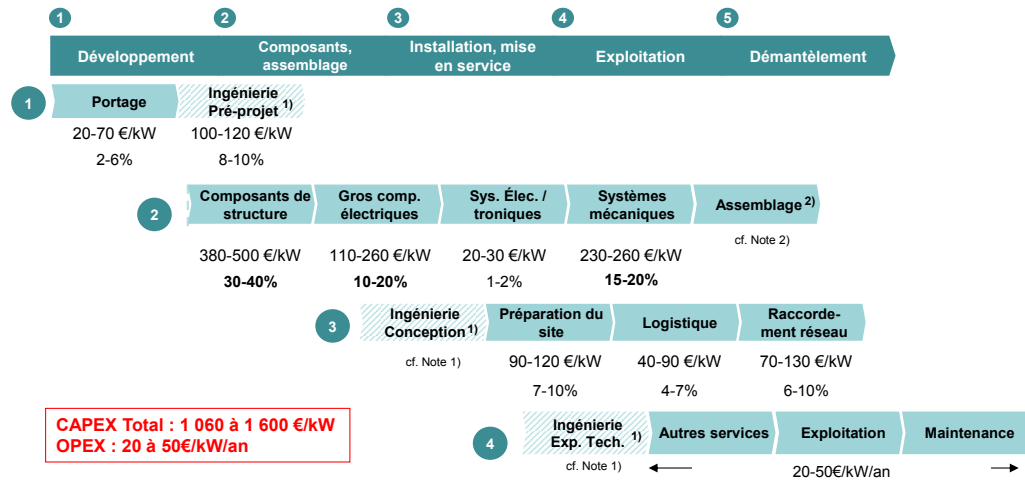 1 2 3 4 5
Développement
Composants,
assemblage
Installation, mise
en service
Exploitation
Démantèlement
1
Portage
Ingénierie
Pré-projet 1)
20-70 €/kW 100-120 €/kW
2-6% 8-10%
2
Composants de
structure
Gros comp.
électriques
Sys. Élec. /
troniques
Systèmes
mécaniques
Assemblage 2)
cf. Note 2)
380-500 €/kW 110-260 €/kW 20-30 €/kW 230-260 €/kW
30-40% 10-20% 1-2% 15-20%
3
Ingénierie
Conception 1)
Préparation du
site
Logistique
Raccorde-
ment réseau
cf. Note 1) 90-120 €/kW 40-90 €/kW 70-130 €/kW
7-10% 4-7% 6-10%
CAPEX Total : 1 060 à 1 600 €/kW
OPEX : 20 à 50€/kW/an
4
Ingénierie
Exp. Tech. 1)
Autres services
Exploitation
Maintenance
cf. Note 1)
20-50€/kW/an